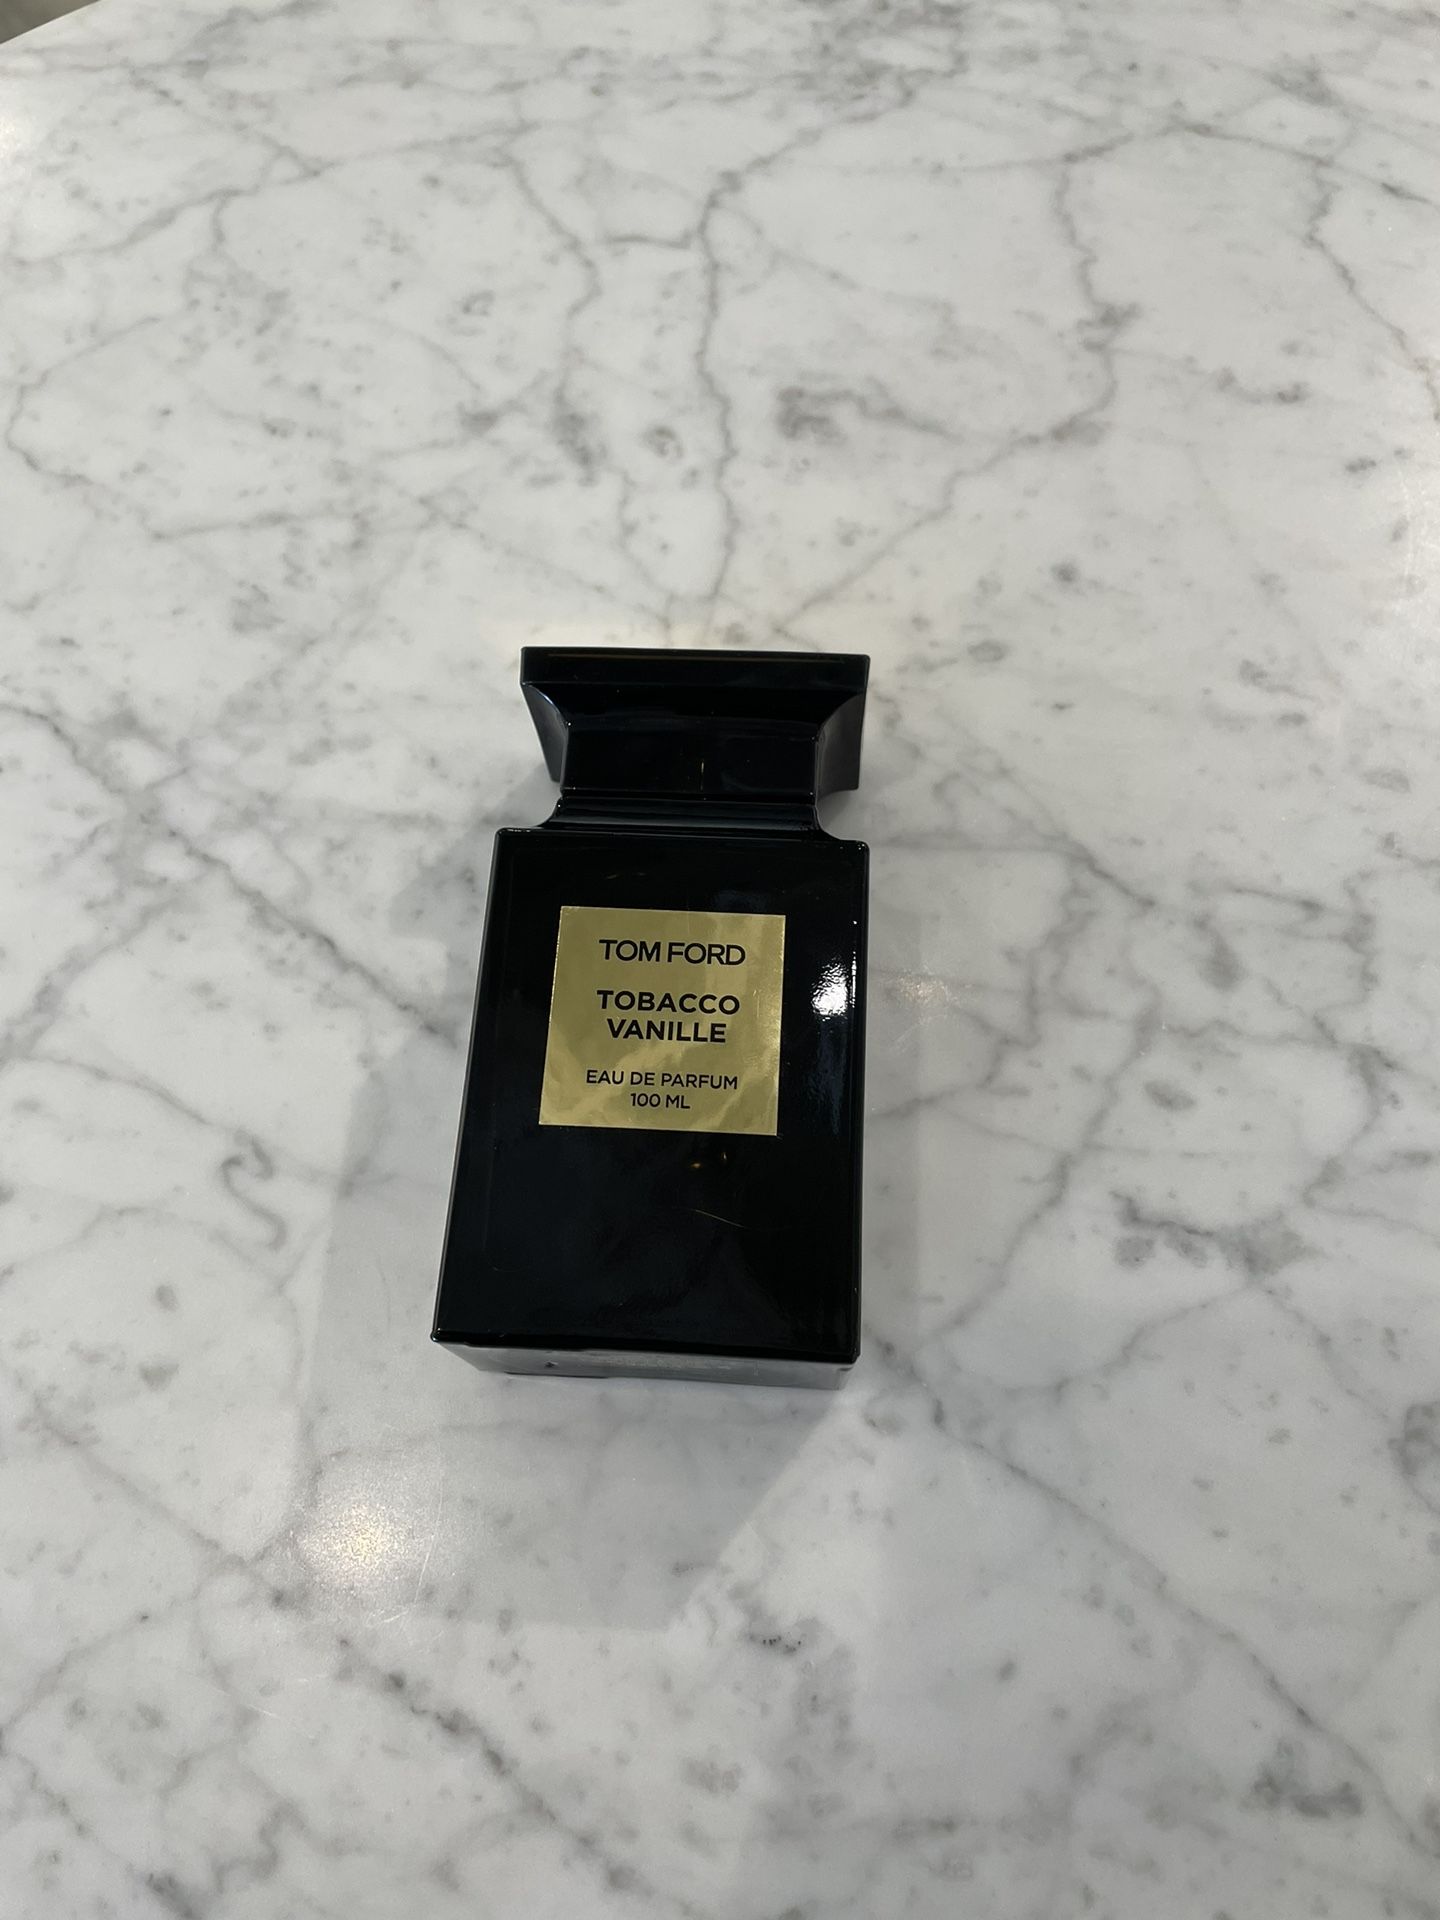 TOM FORD
TOBACCO
VANILLE
EAU DE PARFUM
100 ML